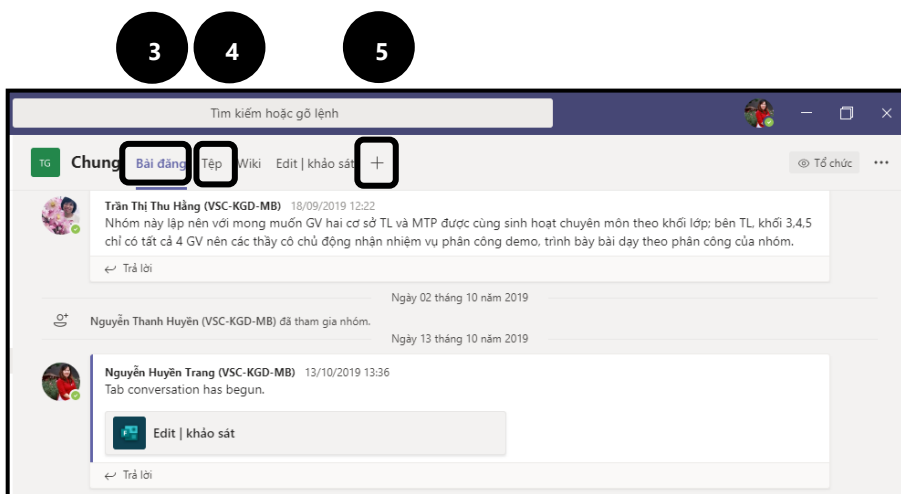 3 4 5
Tìm kiếm hoặc gõ lệnh
TG Chung Bài đăng Tệp Wiki Edit | khảo sát + Tổ chức ...
Trần Thị Thu Hằng (VSC-KGD-MB) 18/09/2019 12:22
Nhóm này lập nên với mong muốn GV hai cơ sở TL và MTP được cùng sinh hoạt chuyên môn theo khối lớp; bên TL, khối 3,4,5
chỉ có tất cả 4 GV nên các thầy cô chủ động nhận nhiệm vụ phân công demo, trình bày bài dạy theo phân công của nhóm.
Trả lời
Ngày 02 tháng 10 năm 2019
Nguyễn Thanh Huyền (VSC-KGD-MB) đã tham gia nhóm.
Ngày 13 tháng 10 năm 2019
Nguyễn Huyền Trang (VSC-KGD-MB) 13/10/2019 13:36
Tab conversation has begun.
Edit | khảo sát
Trả lời